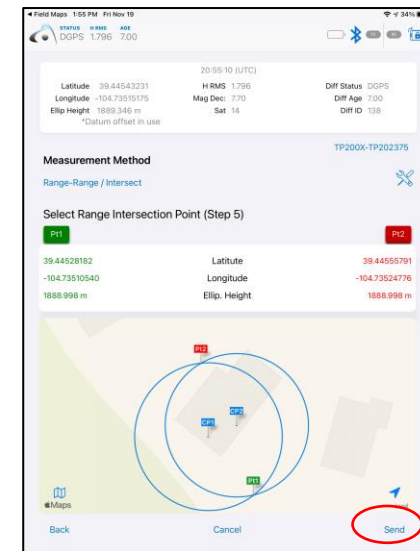 ◀ Field Maps 1:55 PM Fri Nov 19 34%
STATUS H RMS AGE
DGPS 1.796 7.00
20:55:10 (UTC)
Latitude 39.44543231 H RMS 1.796 Diff Status DGPS
Longitude -104.73515175 Mag Dec: 7.70 Diff Age 7.00
Ellip Height 1889.346 m Sat 14 Diff ID 138
*Datum offset in use
TP200X-TP202375
Measurement Method
Range-Range / Intersect
Select Range Intersection Point (Step 5)
Pt1 Pt2
39.44528182 Latitute 39.44555791
-104.73510540 Longitude -104.73524776
1888.998 m Ellip. Height 1888.998 m
Pt2
CP1 CP2
Pt1
Maps
Back Cancel Send